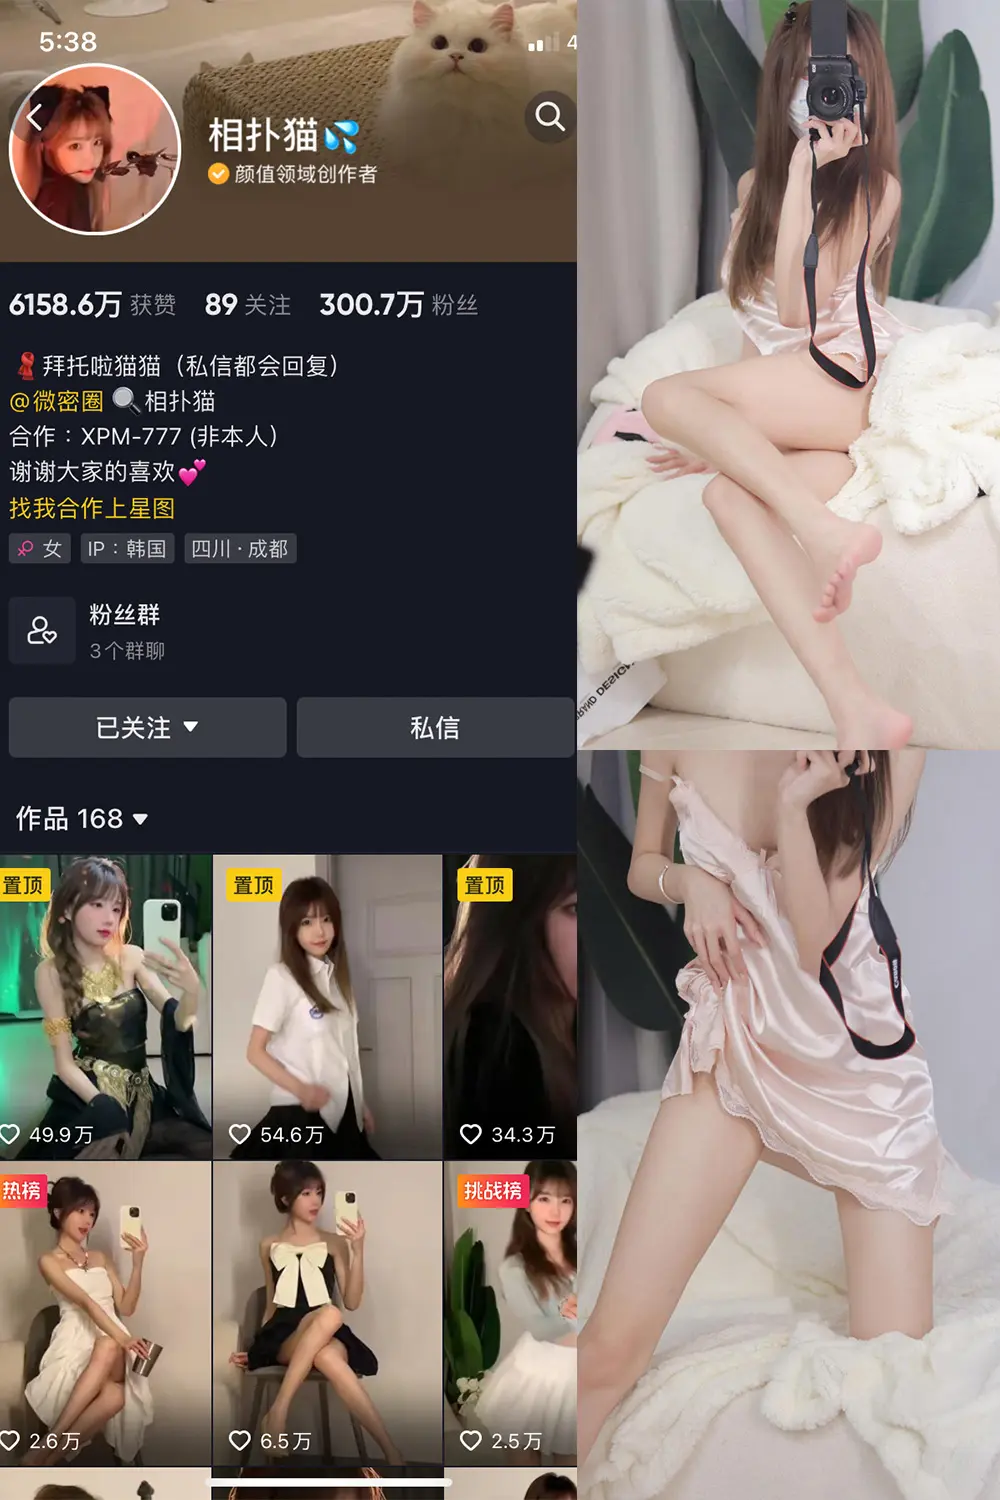 5:38
4
相扑猫💦
颜值领域创作者
6158.6万 获赞 89 关注 300.7万 粉丝
🧣拜托啦猫猫（私信都会回复）
@微密圈 🔍相扑猫
合作：XPM-777 (非本人)
谢谢大家的喜欢💕
找我合作上星图
女 IP：韩国 四川·成都
粉丝群
3个群聊
已关注 私信
作品 168
置顶 置顶 置顶
49.9万 54.6万 34.3万
热榜 挑战榜
2.6万 6.5万 2.5万
BRAND DESIGN
Canon